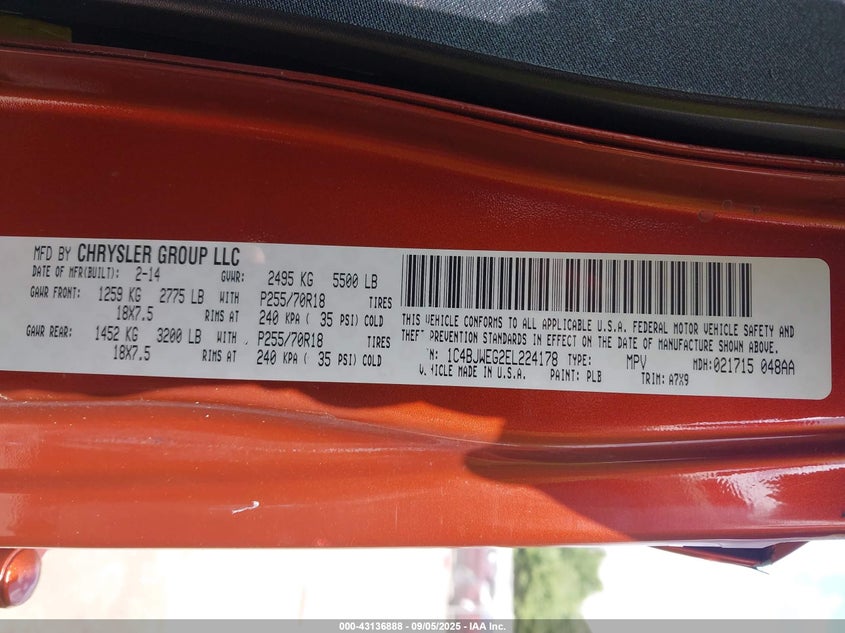 MFD BY CHRYSLER GROUP LLC
DATE OF MFR(BUILT): 2-14 GVWR: 2495 KG 5500 LB
GAWR FRONT: 1259 KG 2775 LB WITH P255/70R18 TIRES
18X7.5 RIMS AT 240 KPA ( 35 PSI) COLD
GAWR REAR: 1452 KG 3200 LB WITH P255/70R18 TIRES
18X7.5 RIMS AT 240 KPA ( 35 PSI) COLD
THIS VEHICLE CONFORMS TO ALL APPLICABLE U.S.A. FEDERAL MOTOR VEHICLE SAFETY AND
THEFT PREVENTION STANDARDS IN EFFECT ON THE DATE OF MANUFACTURE SHOWN ABOVE.
N: 1C4BJWEG2EL224178 TYPE: MPV MDH: 021715 048AA
VEHICLE MADE IN U.S.A. PAINT: PLB TRIM: A7X9
000-43136888 - 09/05/2025 - IAA Inc.